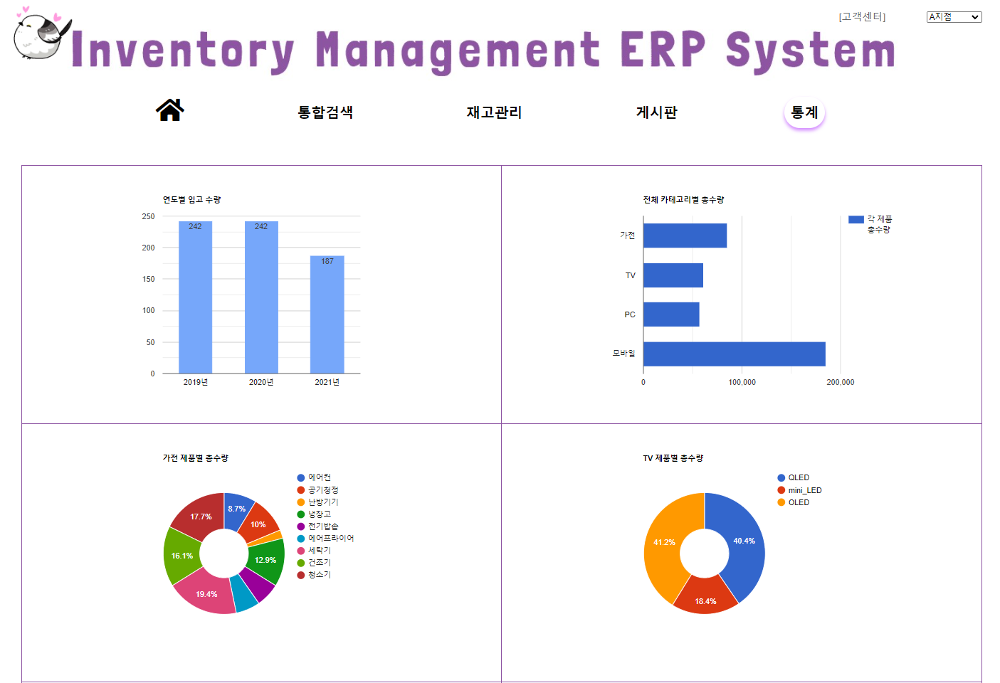 [고객센터]
A지점
Inventory Management ERP System
통합검색
재고관리
게시판
통계
연도별 입고 수량
250
200
150
100
50
0
242
242
187
2019년
2020년
2021년
전체 카테고리별 총수량
가전
TV
PC
모바일
0
100,000
200,000
각 제품
총수량
가전 제품별 총수량
8.7%
10%
12.9%
19.4%
16.1%
17.7%
에어컨
공기청정
난방기기
냉장고
전기밥솥
에어프라이어
세탁기
건조기
청소기
TV 제품별 총수량
40.4%
18.4%
41.2%
QLED
mini_LED
OLED